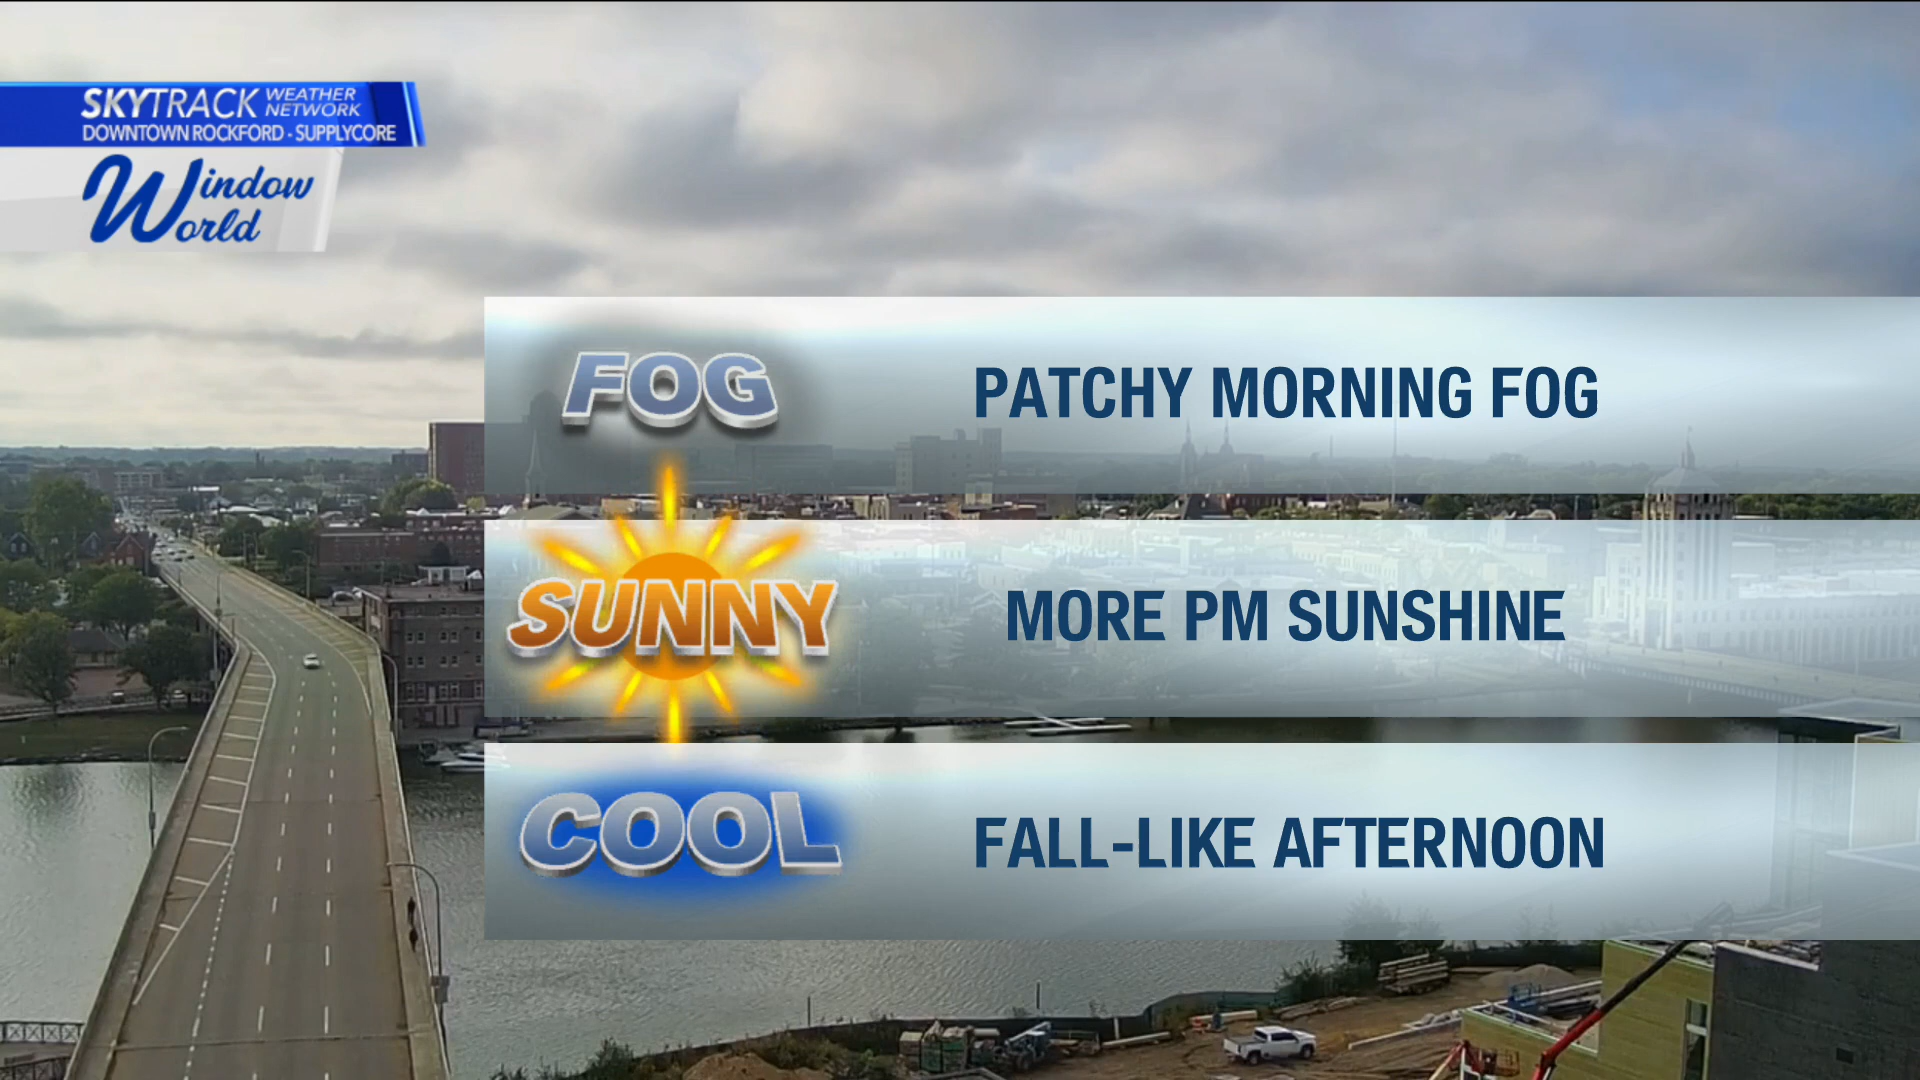 SKYTRACK WEATHER NETWORK
DOWNTOWN ROCKFORD - SUPPLYCORE
Window World
FOG PATCHY MORNING FOG
SUNNY MORE PM SUNSHINE
COOL FALL-LIKE AFTERNOON